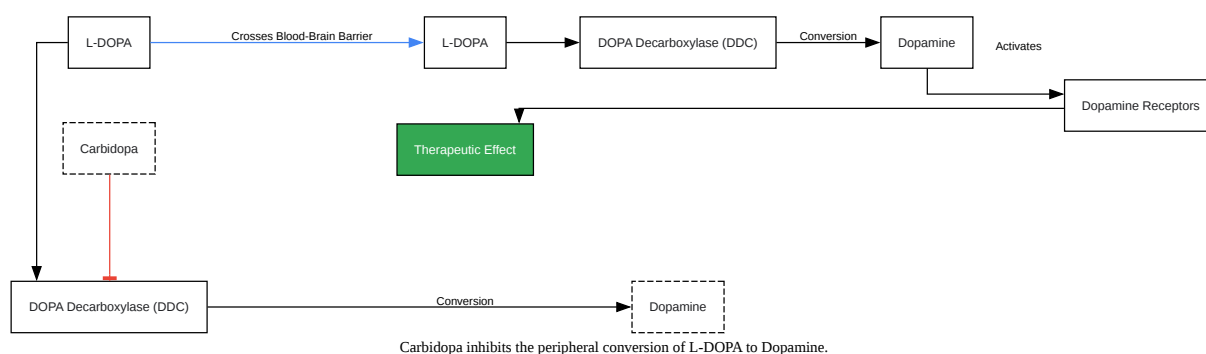 L-DOPA
Crosses Blood-Brain Barrier
L-DOPA
DOPA Decarboxylase (DDC)
Conversion
Dopamine
Activates
Dopamine Receptors
Carbidopa
Therapeutic Effect
DOPA Decarboxylase (DDC)
Conversion
Dopamine
Carbidopa inhibits the peripheral conversion of L-DOPA to Dopamine.